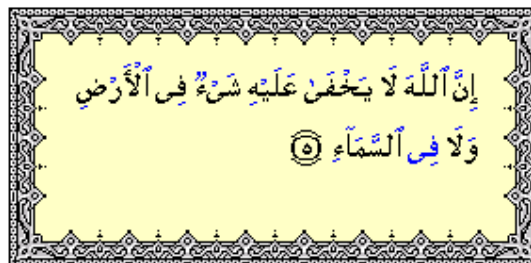 إِنَّ ٱللَّهَ لَا يَخْفَىٰ عَلَيْهِ شَىْءٌ فِى ٱلْأَرْضِ
وَلَا فِى ٱلسَّمَآءِ ۝٥